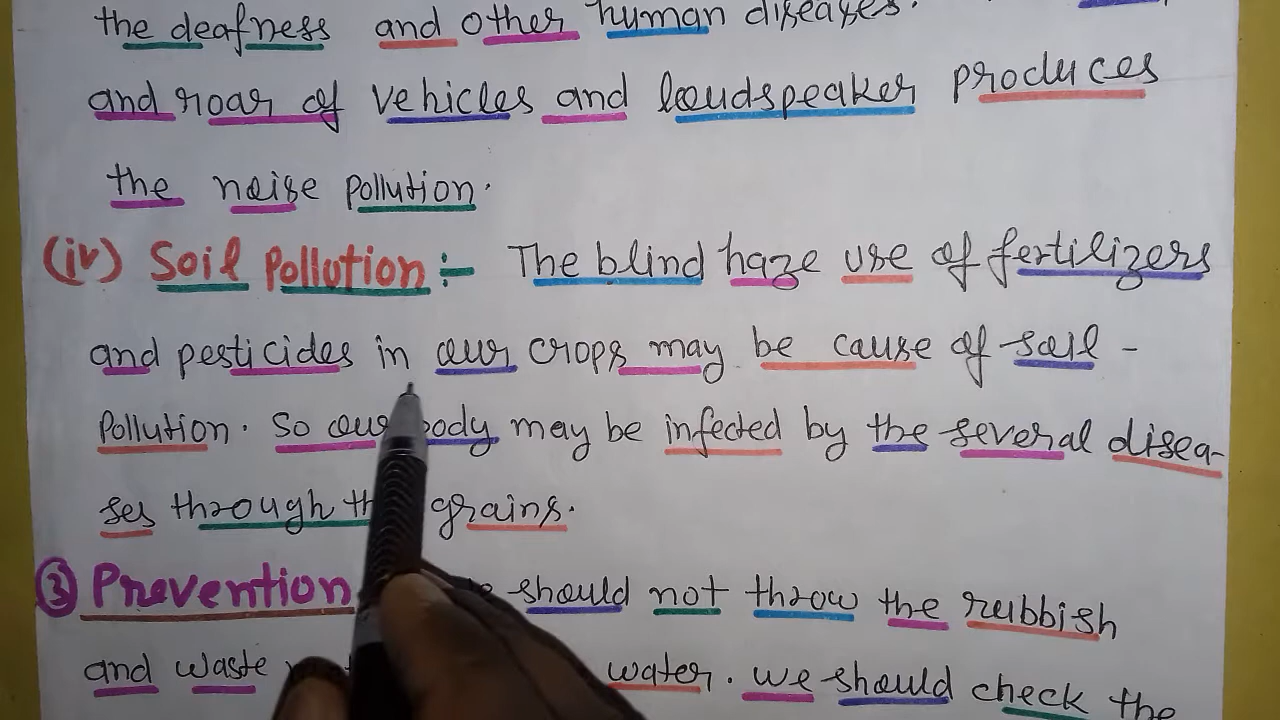 the deafness and other human diseases.
and roar of vehicles and loudspeaker produces
the noise pollution.
(iv) Soil Pollution :- The blind haze use of fertilizers
and pesticides in our crops may be cause of soil -
Pollution. So our body may be infected by the several disea-
ses through grains.
③ Prevention should not throw the rubbish
and waste water. we should check the